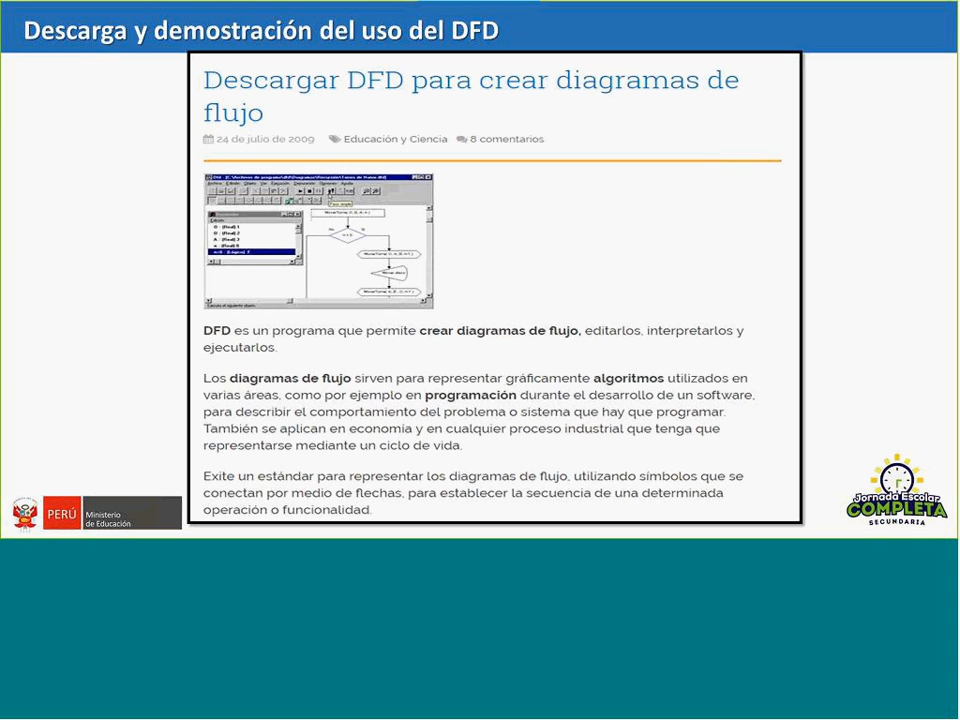 Descarga y demostración del uso del DFD
Descargar DFD para crear diagramas de
flujo
24 de julio de 2009 Educación y Ciencia 8 comentarios
DFD es un programa que permite crear diagramas de flujo, editarlos, interpretarlos y
ejecutarlos.
Los diagramas de flujo sirven para representar gráficamente algoritmos utilizados en
varias áreas, como por ejemplo en programación durante el desarrollo de un software,
para describir el comportamiento del problema o sistema que hay que programar.
También se aplican en economía y en cualquier proceso industrial que tenga que
representarse mediante un ciclo de vida.
Exite un estándar para representar los diagramas de flujo, utilizando símbolos que se
conectan por medio de flechas, para establecer la secuencia de una determinada
operación o funcionalidad.
PERÚ
Ministerio
de Educación
Jornada Escolar
COMPLETA
SECUNDARIA